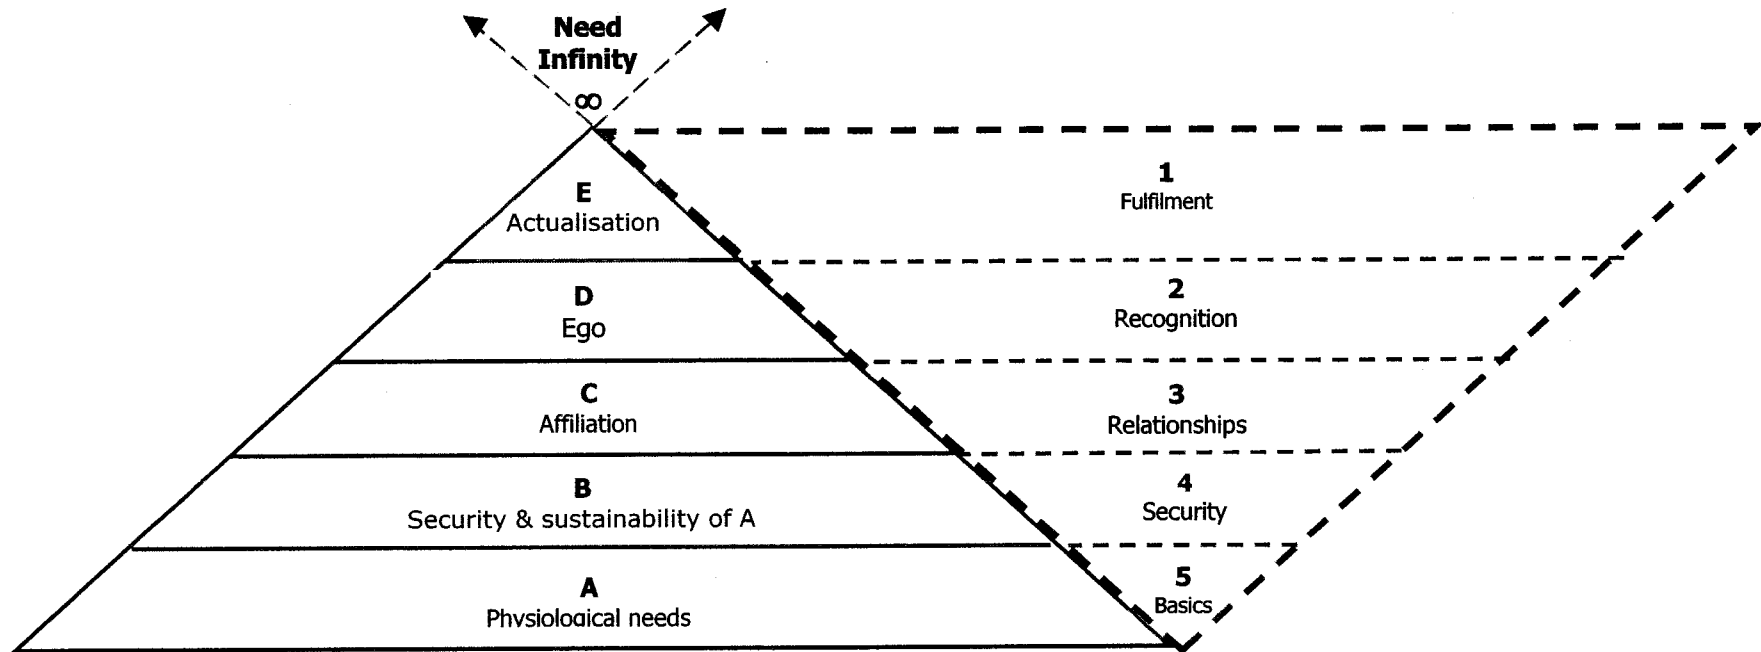 Need
Infinity
∞
E
Actualisation
1
Fulfilment
D
Ego
2
Recognition
C
Affiliation
3
Relationships
B
Security & sustainability of A
4
Security
A
Physiological needs
5
Basics